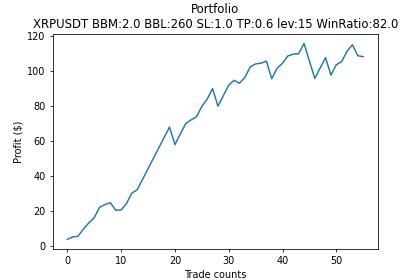 Portfolio
XRPUSDT BBM:2.0 BBL:260 SL:1.0 TP:0.6 lev:15 WinRatio:82.0
120
100
80
60
40
20
0
Profit ($)
0 10 20 30 40 50
Trade counts